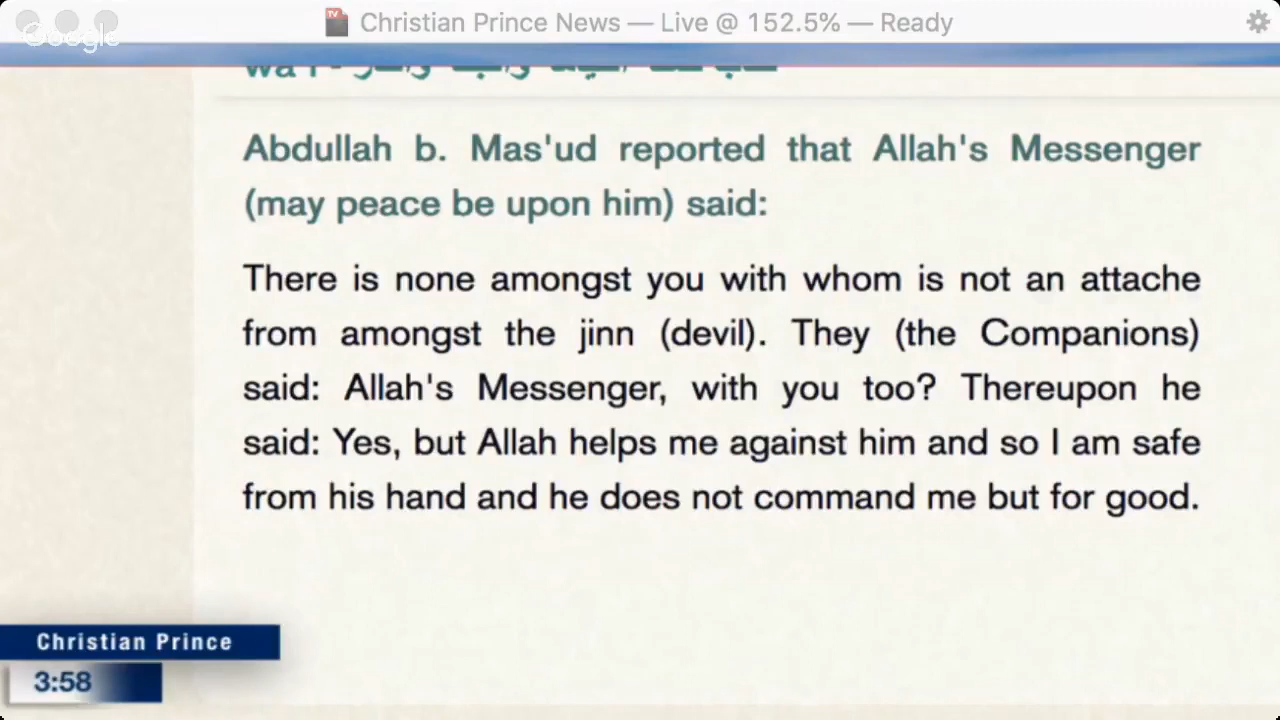 Christian Prince News — Live @ 152.5% — Ready
Google
Abdullah b. Mas'ud reported that Allah's Messenger
(may peace be upon him) said:
There is none amongst you with whom is not an attache
from amongst the jinn (devil). They (the Companions)
said: Allah's Messenger, with you too? Thereupon he
said: Yes, but Allah helps me against him and so I am safe
from his hand and he does not command me but for good.
Christian Prince
3:58